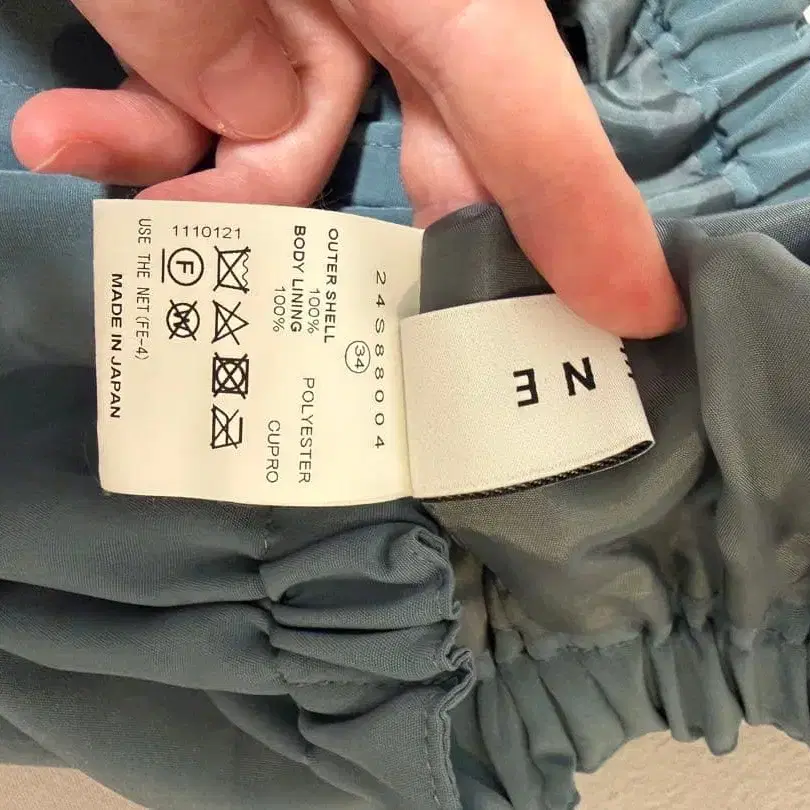 24S88004
34
OUTER SHELL
100% POLYESTER
BODY LINING
100% CUPRO
1110121
USE THE NET(FE-4)
MADE IN JAPAN
F
W
NE